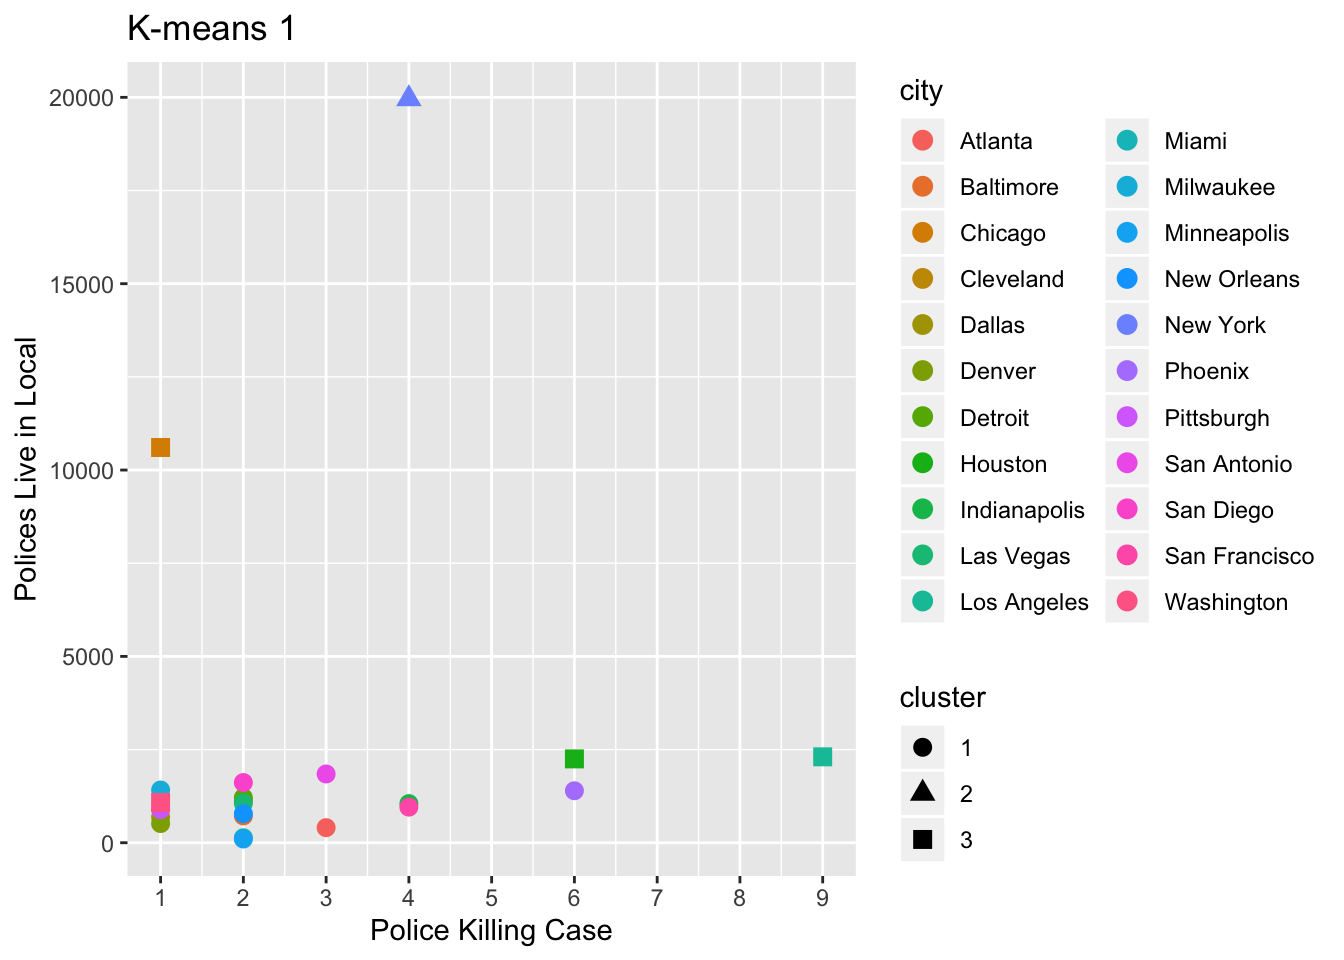 K-means 1
20000
15000
10000
5000
0
Polices Live in Local
1 2 3 4 5 6 7 8 9
Police Killing Case
city
Atlanta
Baltimore
Chicago
Cleveland
Dallas
Denver
Detroit
Houston
Indianapolis
Las Vegas
Los Angeles
Miami
Milwaukee
Minneapolis
New Orleans
New York
Phoenix
Pittsburgh
San Antonio
San Diego
San Francisco
Washington
cluster
1
2
3